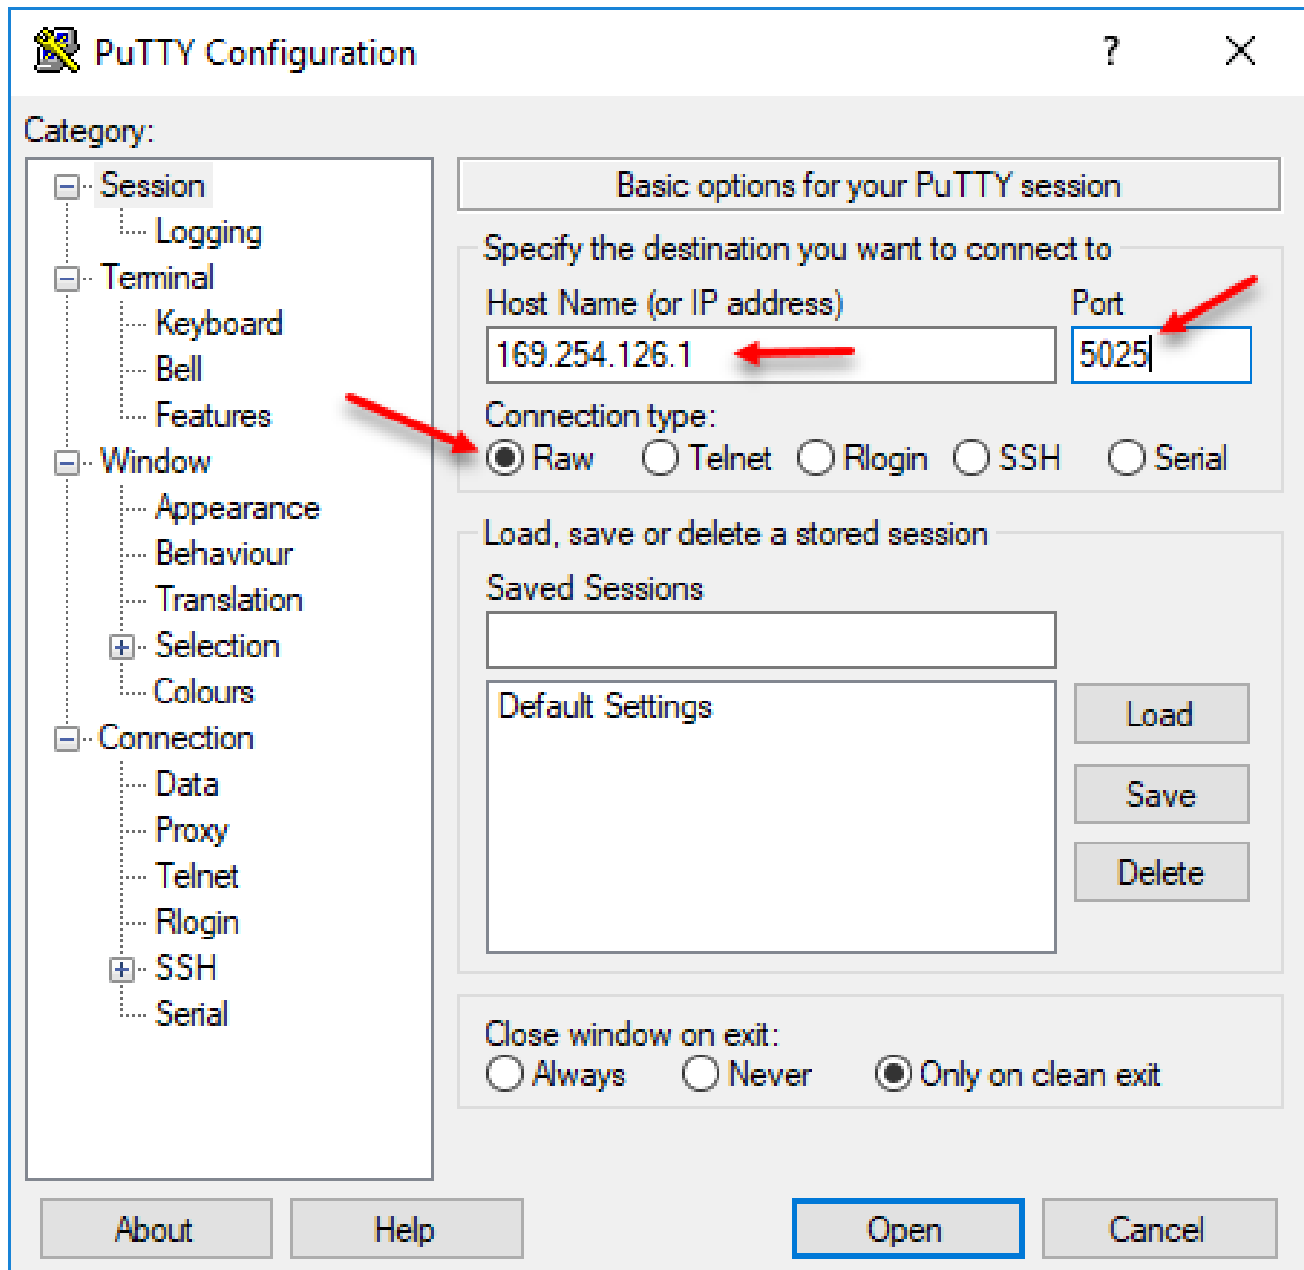 PuTTY Configuration ?
Category:
Session
Logging
Terminal
Keyboard
Bell
Features
Window
Appearance
Behaviour
Translation
Selection
Colours
Connection
Data
Proxy
Telnet
Rlogin
SSH
Serial
Basic options for your PuTTY session
Specify the destination you want to connect to
Host Name (or IP address) Port
169.254.126.1 5025
Connection type:
Raw Telnet Rlogin SSH Serial
Load, save or delete a stored session
Saved Sessions
Default Settings
Load
Save
Delete
Close window on exit:
Always Never Only on clean exit
About Help Open Cancel